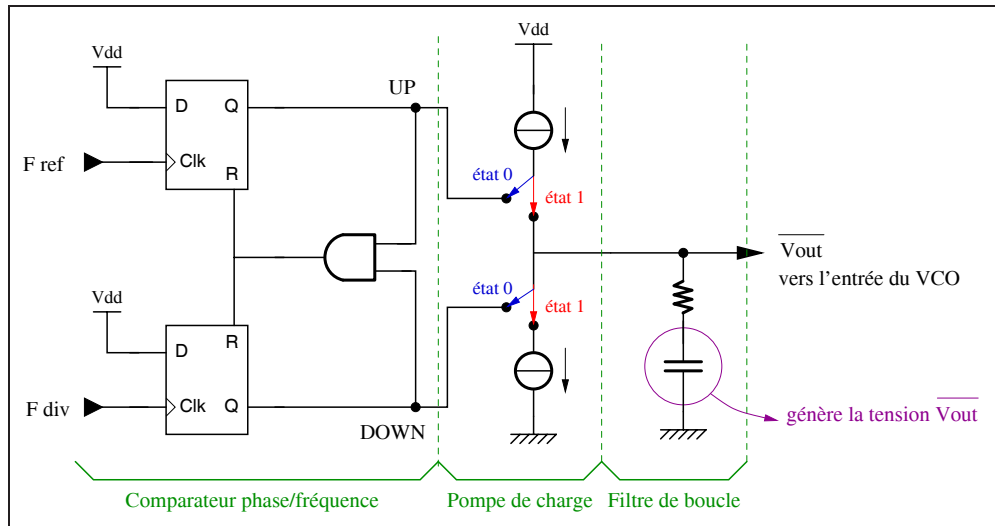 Vdd
D
Q
UP
F ref
Clk
R
état 0
état 1
Vdd
Vout
vers l'entrée du VCO
Vdd
R
D
F div
Clk
Q
DOWN
état 0
état 1
génère la tension Vout
Comparateur phase/fréquence
Pompe de charge
Filtre de boucle